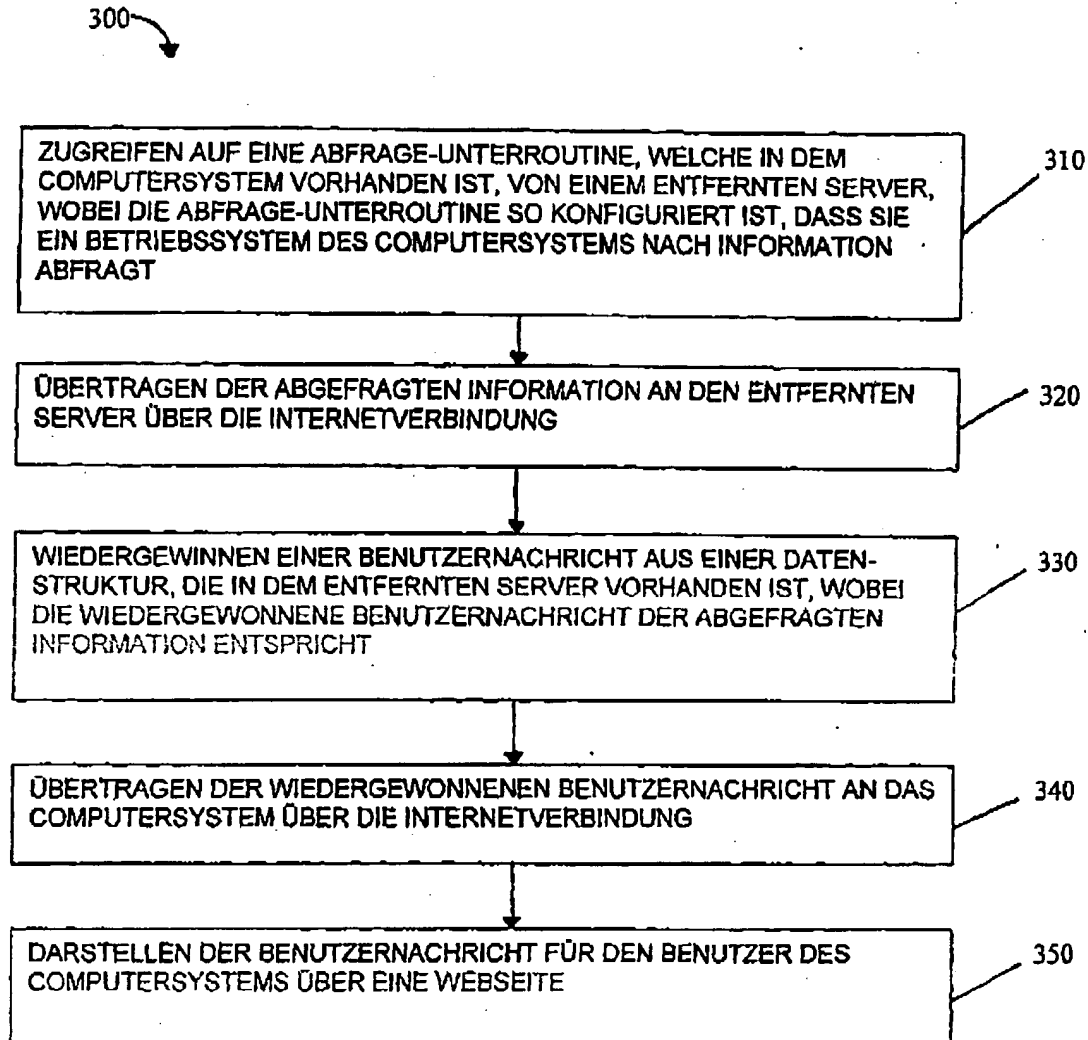 300
ZUGREIFEN AUF EINE ABFRAGE-UNTERROUTINE, WELCHE IN DEM
COMPUTERSYSTEM VORHANDEN IST, VON EINEM ENTFERNTEN SERVER,
WOBEI DIE ABFRAGE-UNTERROUTINE SO KONFIGURIERT IST, DASS SIE
EIN BETRIEBSSYSTEM DES COMPUTERSYSTEMS NACH INFORMATION
ABFRAGT
310
ÜBERTRAGEN DER ABGEFRAGTEN INFORMATION AN DEN ENTFERNTEN
SERVER ÜBER DIE INTERNETVERBINDUNG
320
WIEDERGEWINNEN EINER BENUTZERNACHRICHT AUS EINER DATEN-
STRUKTUR, DIE IN DEM ENTFERNTEN SERVER VORHANDEN IST, WOBEI
DIE WIEDERGEWONNENE BENUTZERNACHRICHT DER ABGEFRAGTEN
INFORMATION ENTSPRICHT
330
ÜBERTRAGEN DER WIEDERGEWONNENEN BENUTZERNACHRICHT AN DAS
COMPUTERSYSTEM ÜBER DIE INTERNETVERBINDUNG
340
DARSTELLEN DER BENUTZERNACHRICHT FÜR DEN BENUTZER DES
COMPUTERSYSTEMS ÜBER EINE WEBSEITE
350